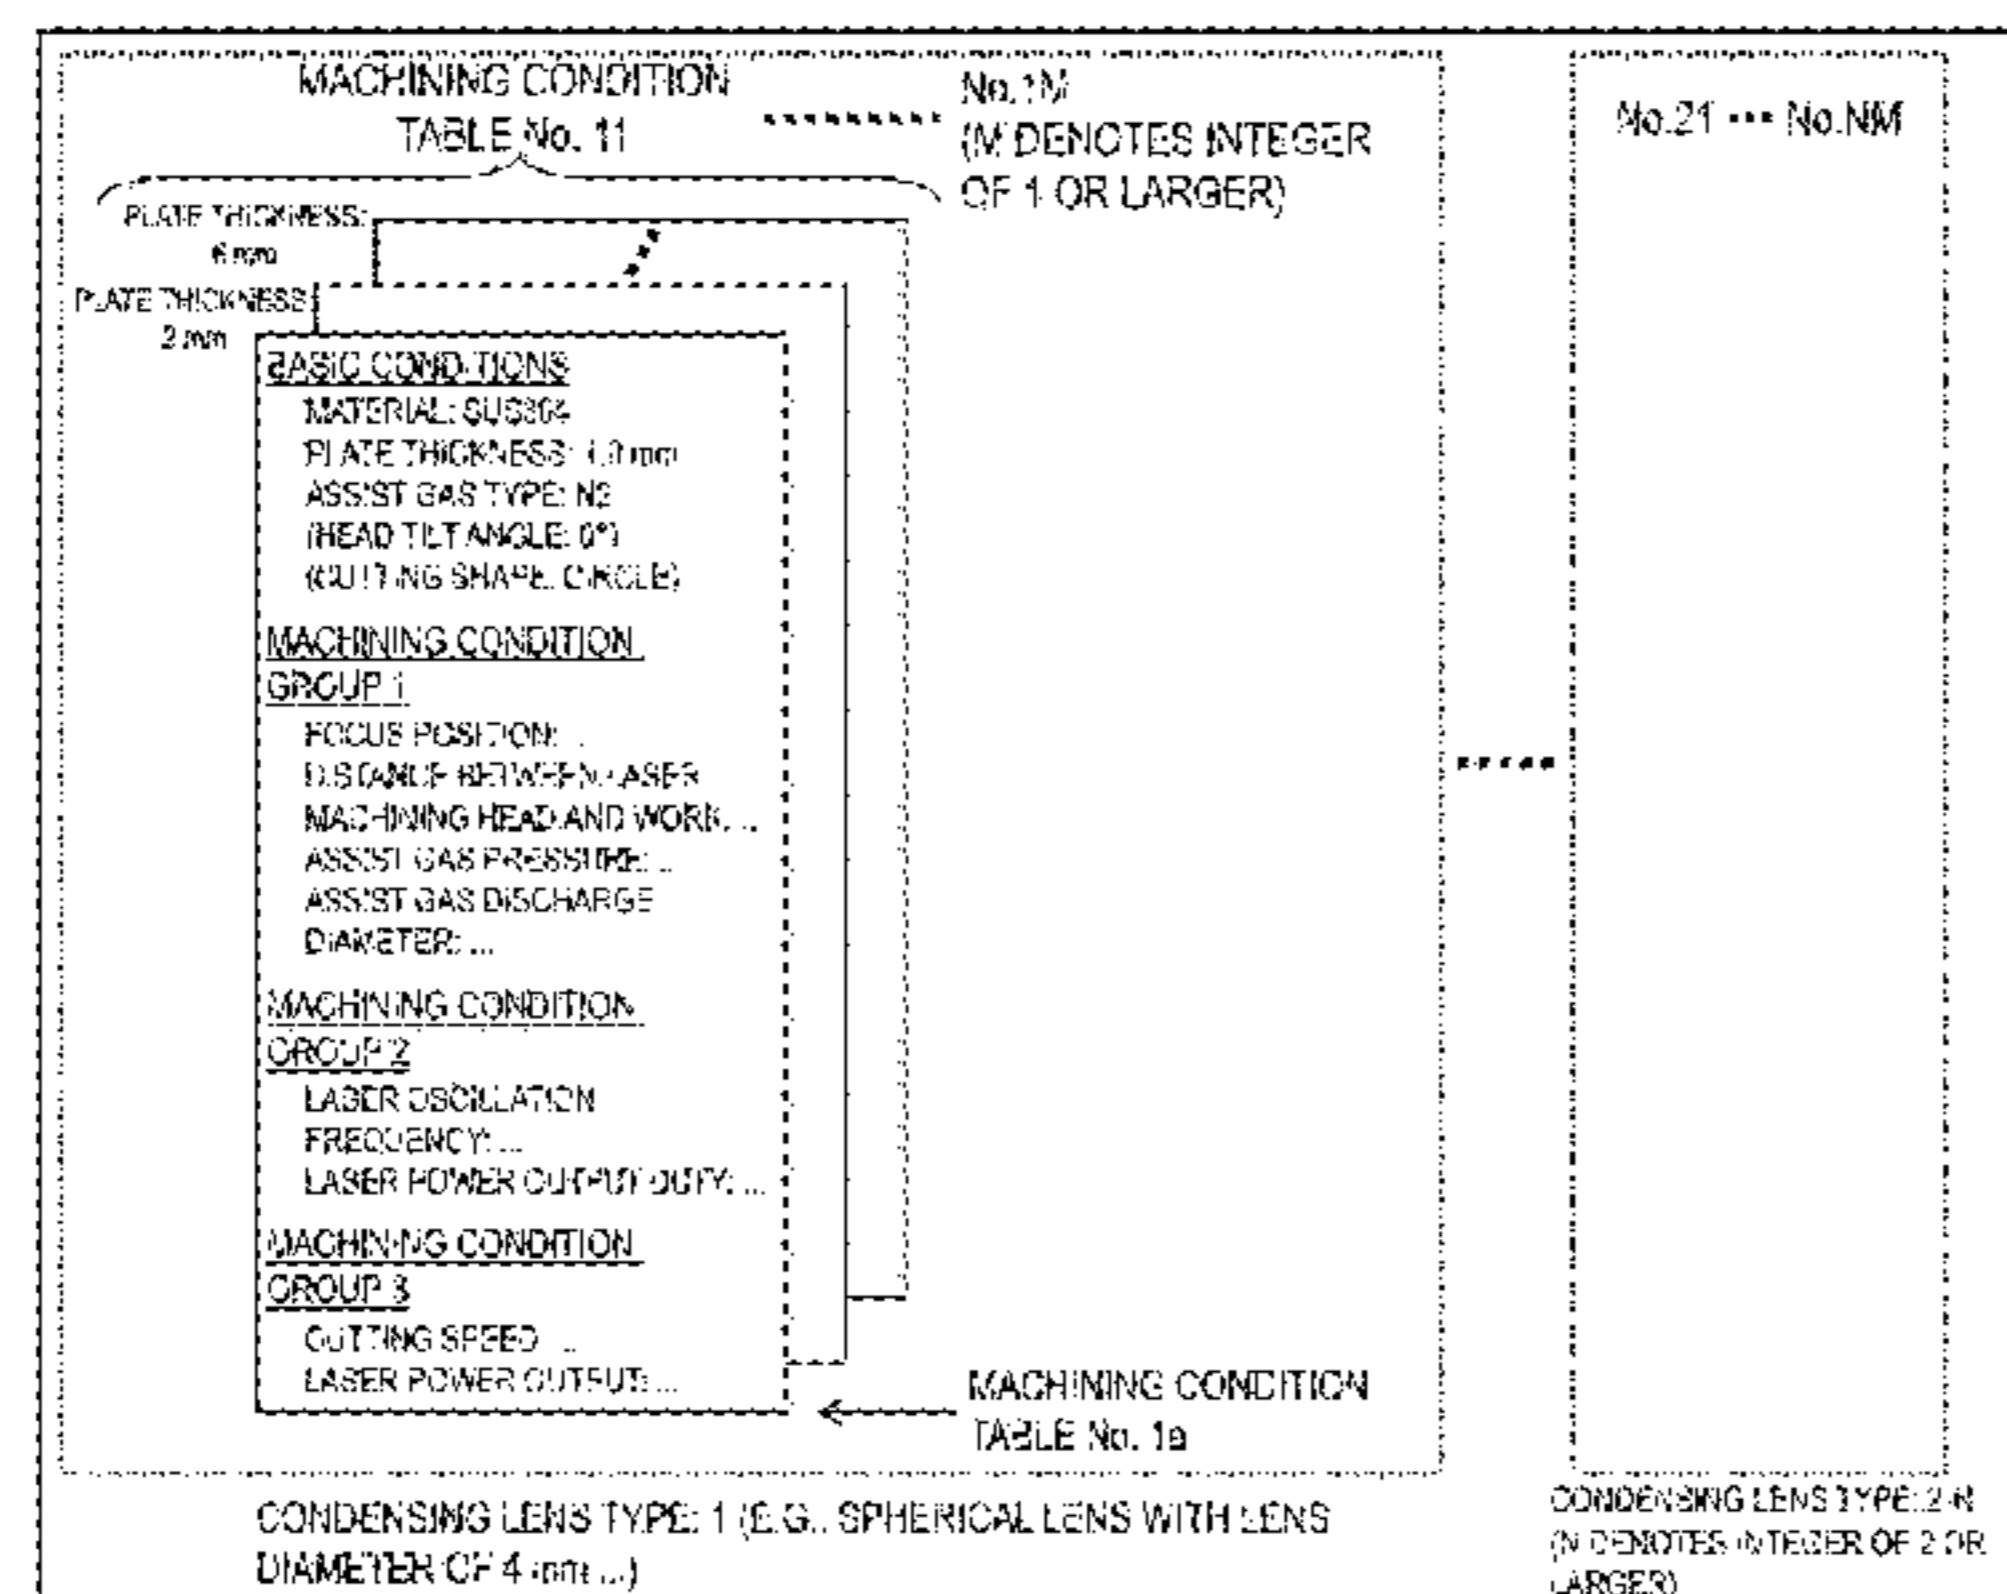 MACHINING CONDITION
TABLE No. 11
No.1M
(M DENOTES INTEGER
OF 1 OR LARGER)
No.21 ••• No.NM
PLATE THICKNESS:
6 mm
PLATE THICKNESS:
2 mm
BASIC CONDITIONS
MATERIAL: SUS304
PLATE THICKNESS: mm
ASSIST GAS TYPE: N2
(HEAD TILT ANGLE: 0°)
(CUTTING SHAPE: CIRCLE)
MACHINING CONDITION
GROUP 1
FOCUS POSITION: ...
DISTANCE BETWEEN LASER
MACHINING HEAD AND WORK: ...
ASSIST GAS PRESSURE: ...
ASSIST GAS DISCHARGE
DIAMETER: ...
MACHINING CONDITION
GROUP 2
LASER OSCILLATION
FREQUENCY: ...
LASER POWER OUTPUT DUTY: ...
MACHINING CONDITION
GROUP 3
CUTTING SPEED: ...
LASER POWER OUTPUT: ...
MACHINING CONDITION
TABLE No. 1a
CONDENSING LENS TYPE: 1 (E.G., SPHERICAL LENS WITH LENS
DIAMETER OF 4 mm ...)
CONDENSING LENS TYPE: 2-N
(N DENOTES INTEGER OF 2 OR
LARGER)